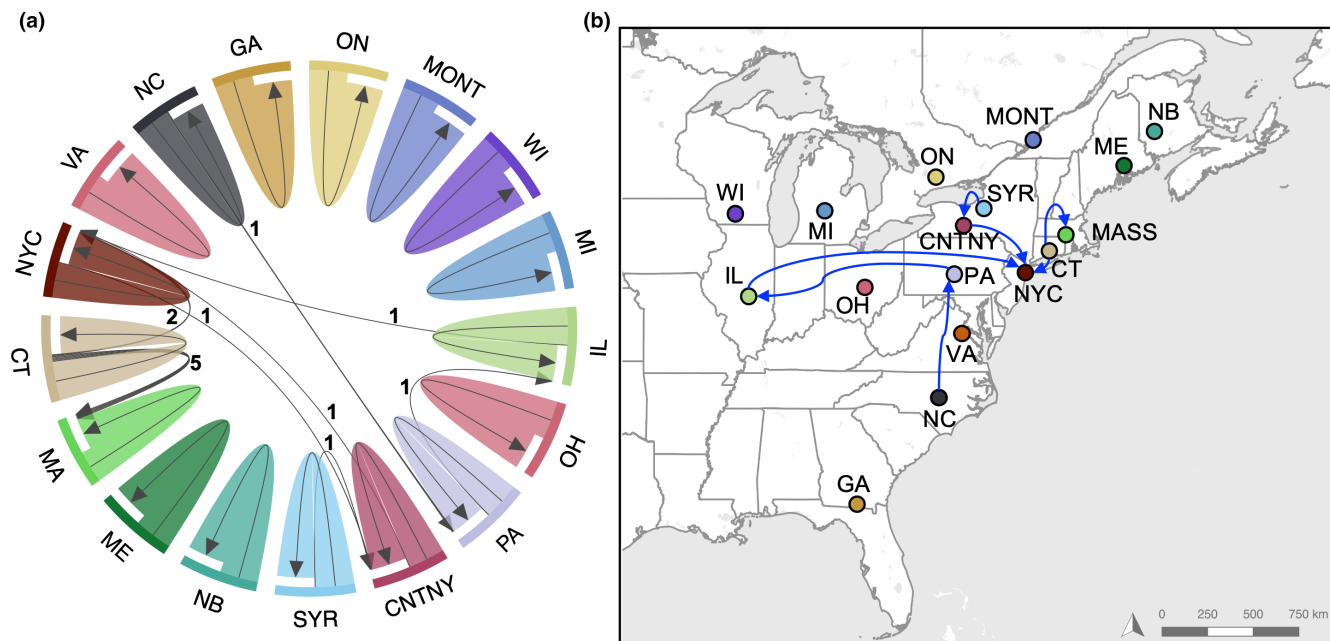 (a)
GA
ON
MONT
WI
MI
IL
OH
PA
CNTNY
SYR
NB
ME
MA
CT
NYC
VA
NC
1
1
2
1
5
1
1
1
(b)
MONT
NB
ME
ON
SYR
WI
MI
CNTNY
MASS
CT
IL
PA
NYC
OH
VA
NC
GA
0 250 500 750 km